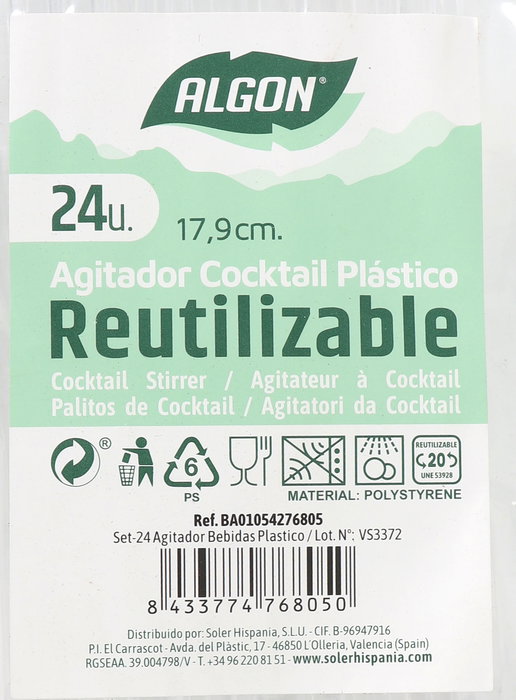 ALGON®
24u.
17,9cm.
Agitador Cocktail Plástico
Reutilizable
Cocktail Stirrer / Agitateur à Cocktail
Palitos de Cocktail / Agitatori da Cocktail
®
6
PS
REUTILIZABLE
20
UNE 53928
MATERIAL: POLYSTYRENE
Ref. BA01054276805
Set-24 Agitador Bebidas Plastico / Lot. Nº: VS3372
8 433774 768050
Distribuido por: Soler Hispania, S.L.U. - CIF. B-96947916
P.I. El Carrascot - Avda. del Plàstic, 17 - 46850 L'Olleria, Valencia (Spain)
RGSEAA. 39.004798/V - T. +34 96 220 81 51 - www.solerhispania.com